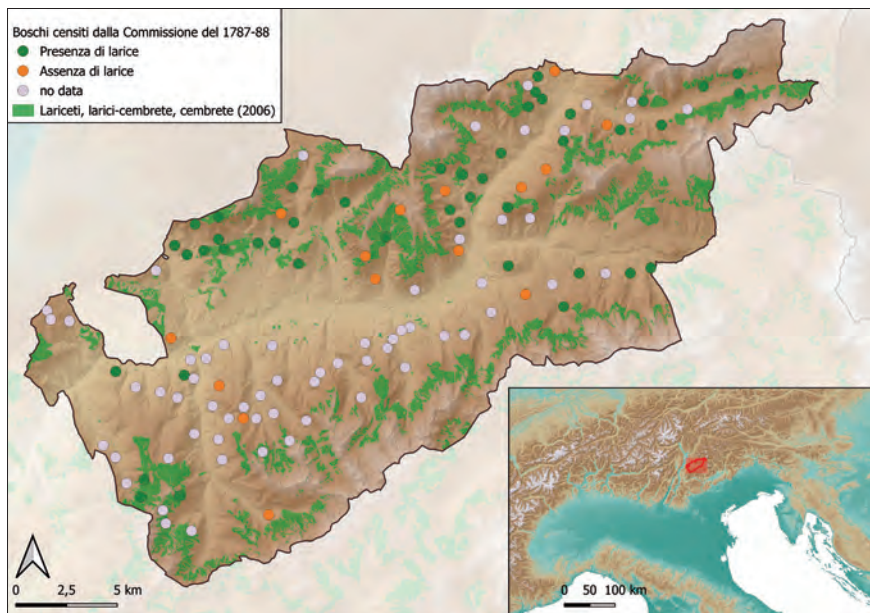 Boschi censiti dalla Commissione del 1787-88
Presenza di larice
Assenza di larice
no data
Lariceti, larici-cembrete, cembrete (2006)
0 2,5 5 km
0 50 100 km